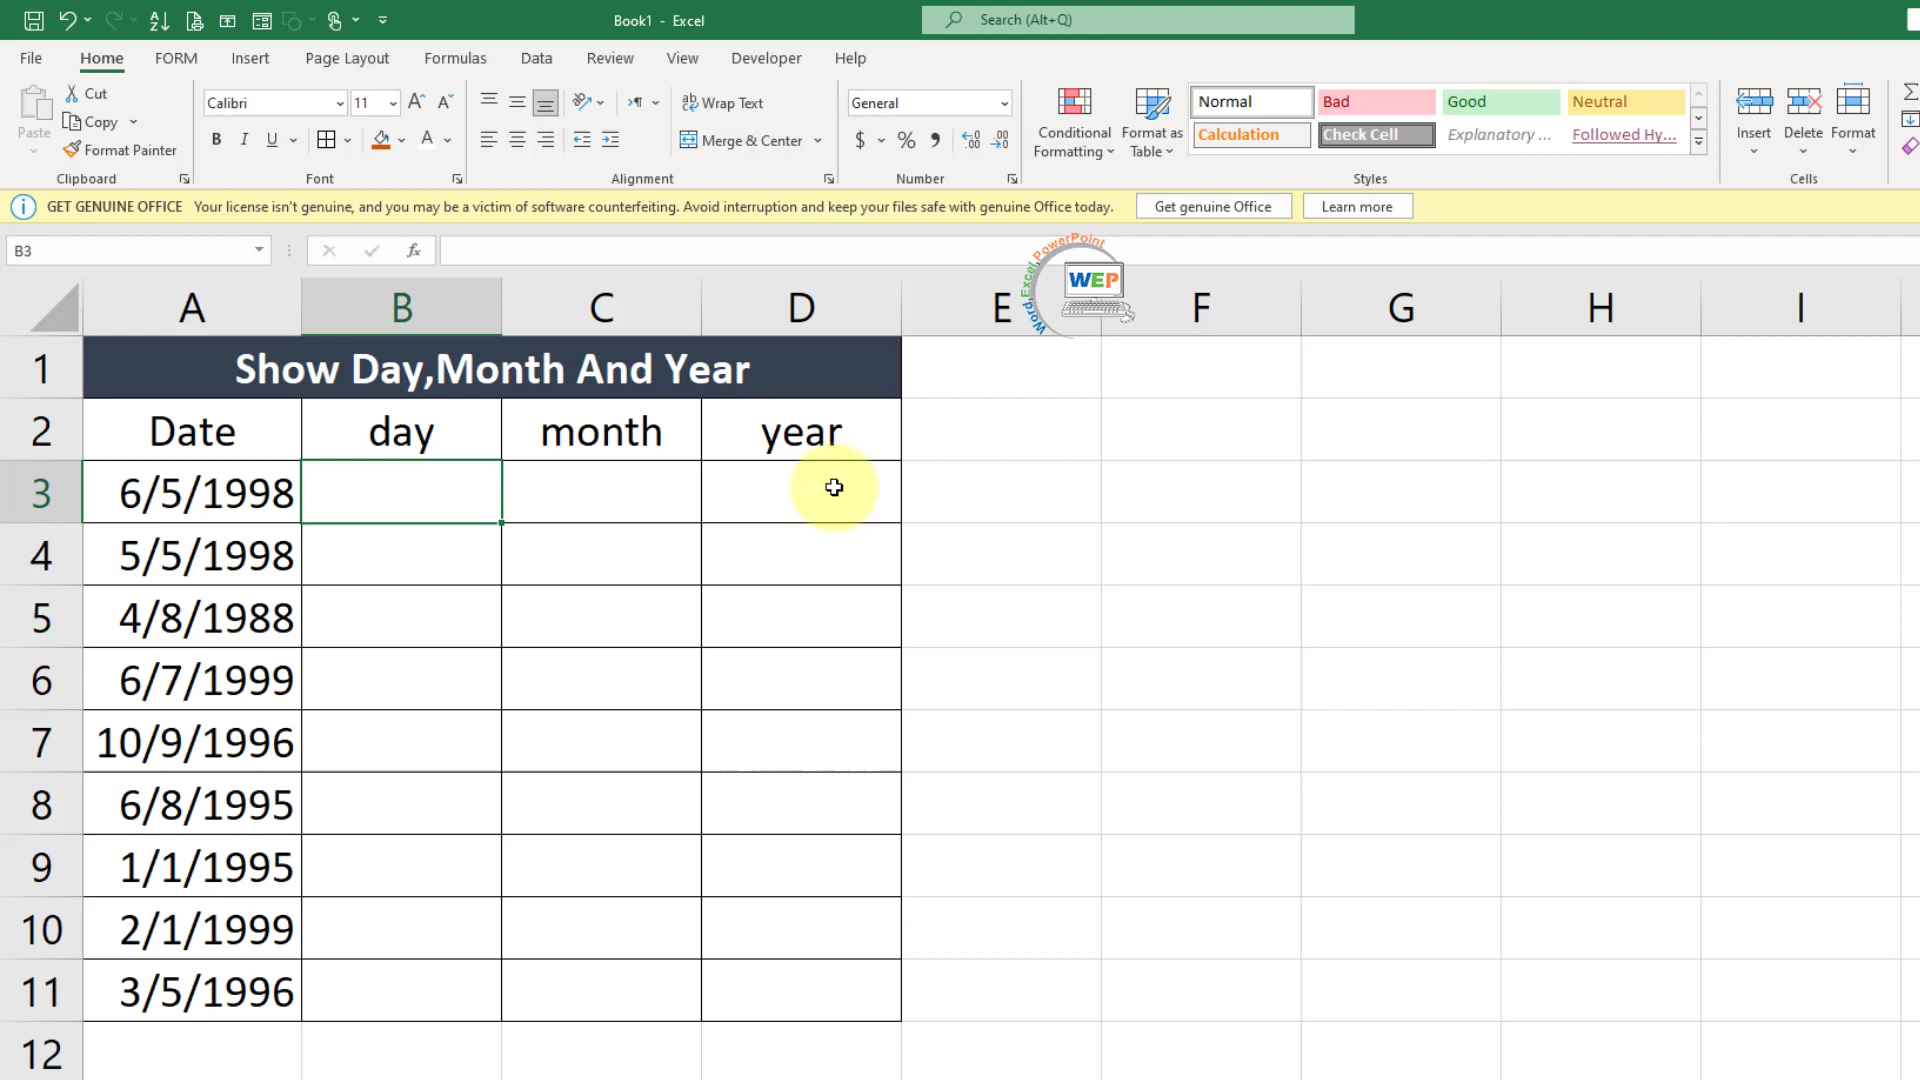 Book1 - Excel
Search (Alt+Q)
File Home FORM Insert Page Layout Formulas Data Review View Developer Help
Paste
Cut
Copy
Format Painter
Clipboard
Calibri 11
B I U A
Font
Wrap Text
Merge & Center
Alignment
General
$ % 9
Number
Conditional
Formatting
Format as
Table
Normal Bad Good Neutral
Calculation Check Cell Explanatory ... Followed Hy...
Styles
Insert Delete Format
Cells
GET GENUINE OFFICE Your license isn't genuine, and you may be a victim of software counterfeiting. Avoid interruption and keep your files safe with genuine Office today. Get genuine Office Learn more
B3 fx
Word,Excel,PowerPoint
WEP
A B C D E F G H I
1 Show Day,Month And Year
2 Date day month year
3 6/5/1998
4 5/5/1998
5 4/8/1988
6 6/7/1999
7 10/9/1996
8 6/8/1995
9 1/1/1995
10 2/1/1999
11 3/5/1996
12